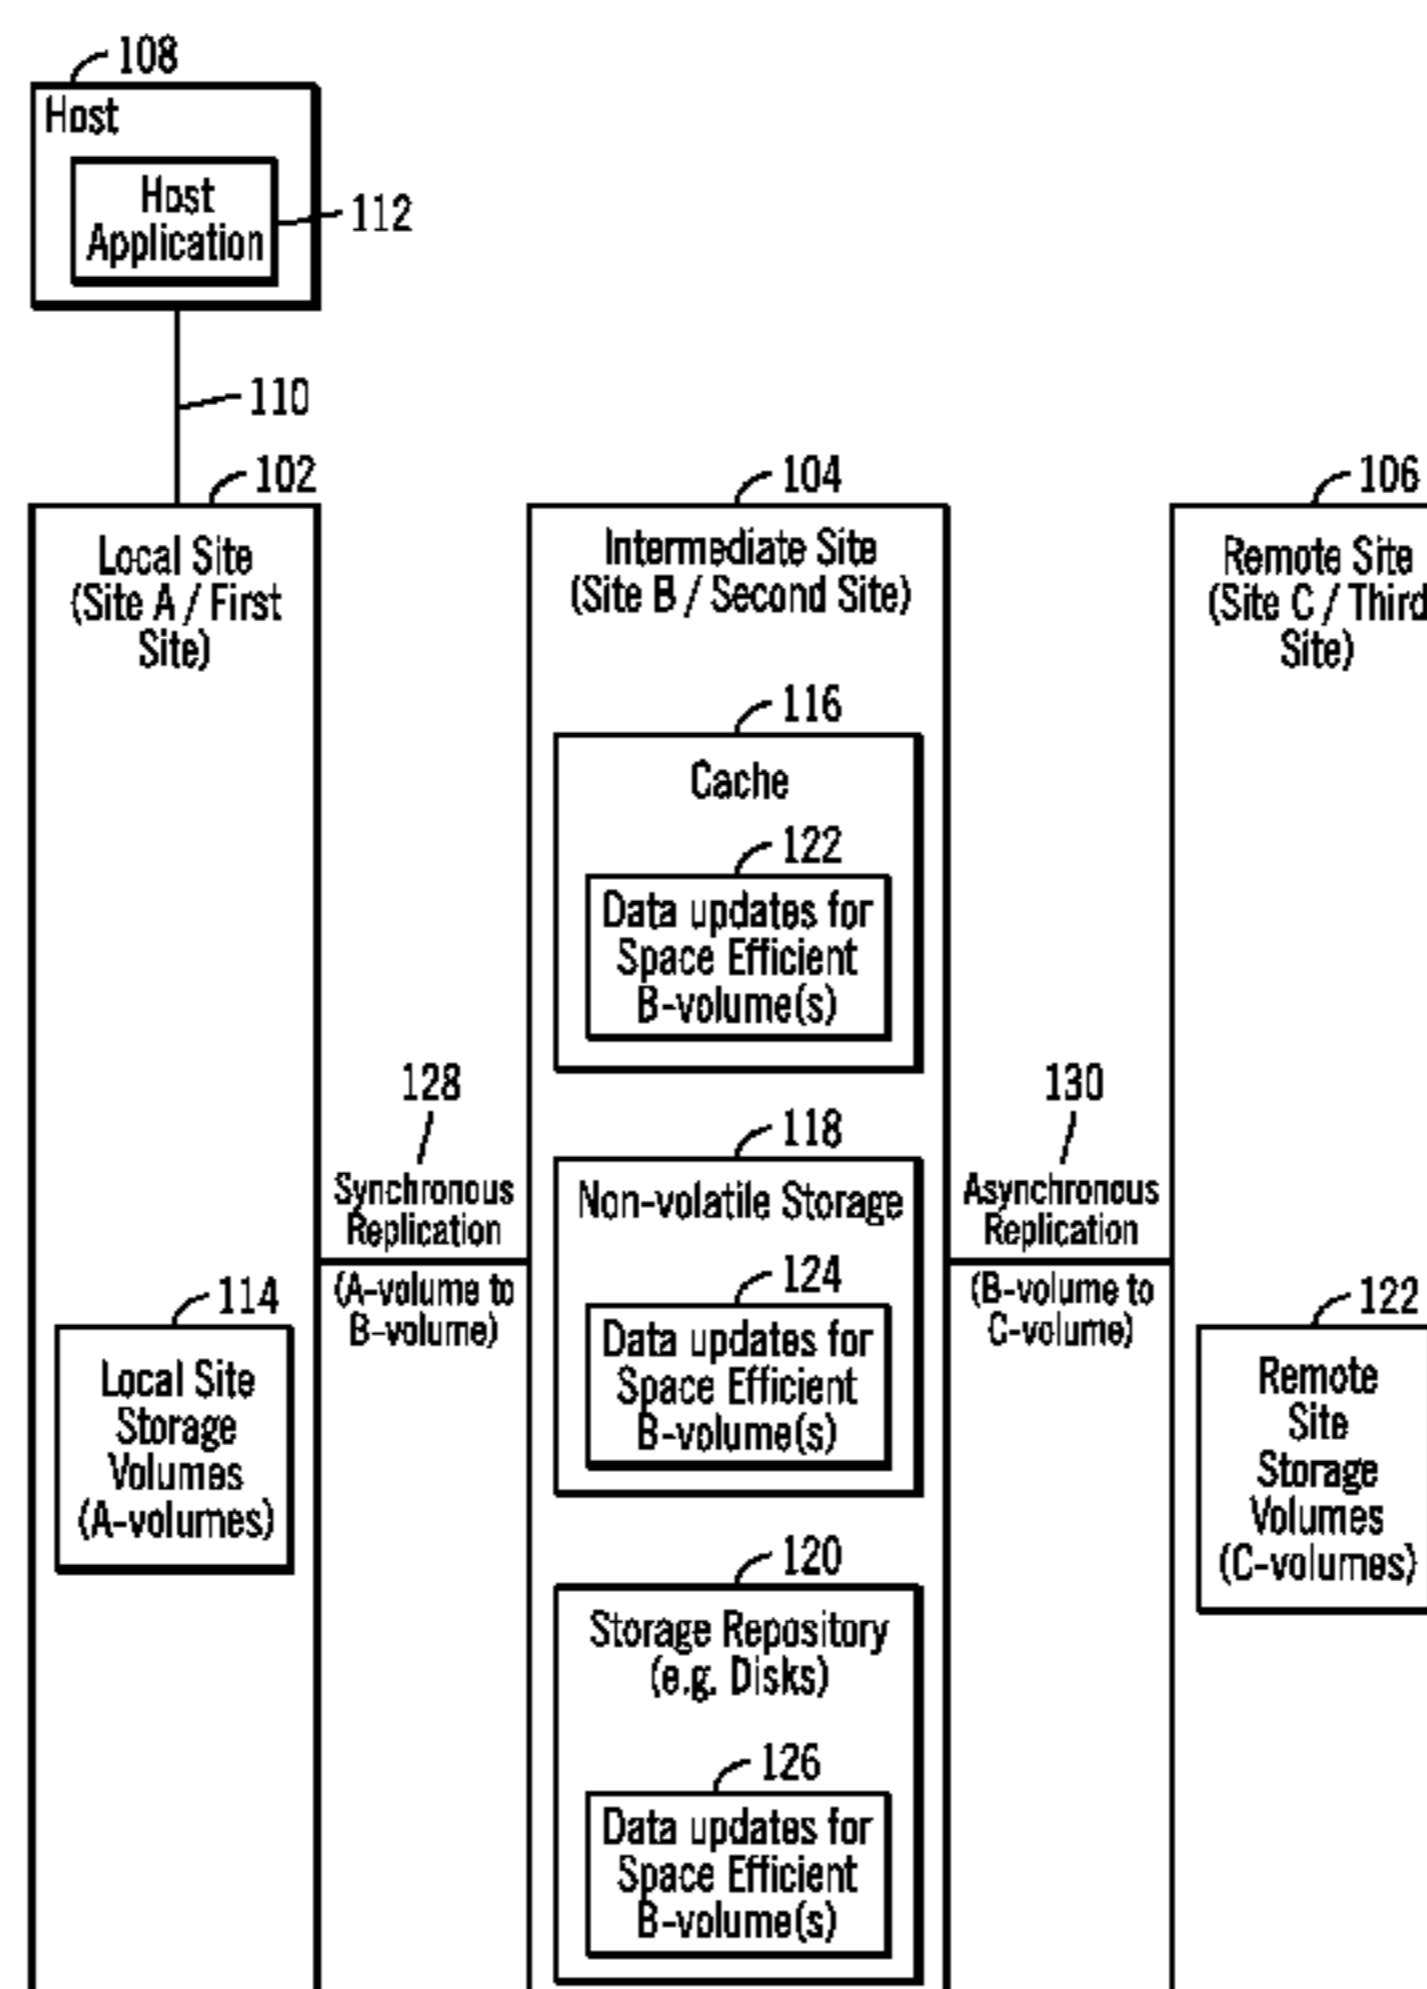 108
Host
Host
Application
112
110
102
Local Site
(Site A / First
Site)
104
Intermediate Site
(Site B / Second Site)
106
Remote Site
(Site C / Third
Site)
116
Cache
122
Data updates for
Space Efficient
B-volume(s)
128
Synchronous
Replication
(A-volume to
B-volume)
118
Non-volatile Storage
124
Data updates for
Space Efficient
B-volume(s)
130
Asynchronous
Replication
(B-volume to
C-volume)
114
Local Site
Storage
Volumes
(A-volumes)
122
Remote
Site
Storage
Volumes
(C-volumes)
120
Storage Repository
(e.g. Disks)
126
Data updates for
Space Efficient
B-volume(s)